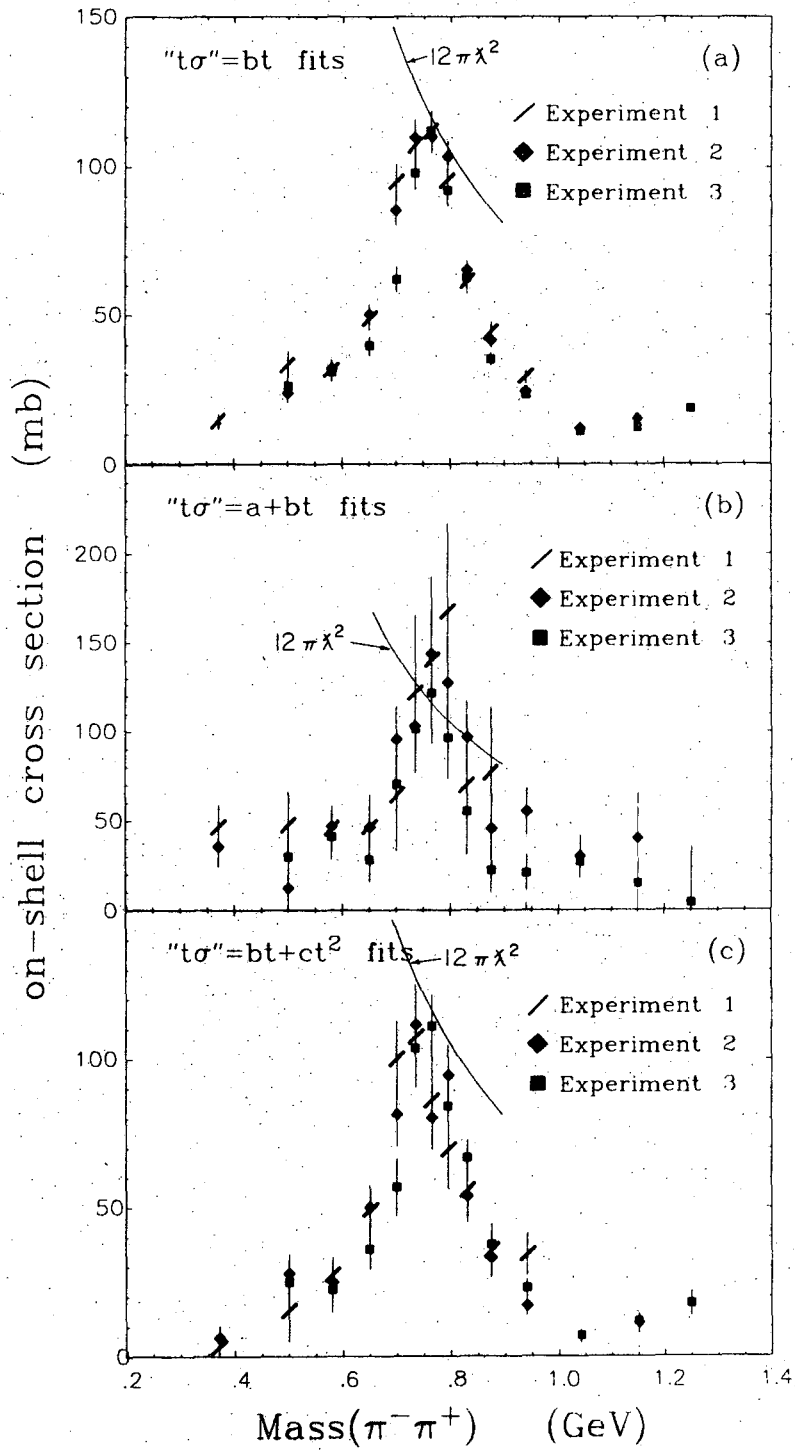 on-shell cross section (mb)
150
100
50
0
"tσ"=bt fits
12πƛ²
(a)
Experiment 1
Experiment 2
Experiment 3
200
150
100
50
0
"tσ"=a+bt fits
12πƛ²
(b)
Experiment 1
Experiment 2
Experiment 3
100
50
0
"tσ"=bt+ct² fits
12πƛ²
(c)
Experiment 1
Experiment 2
Experiment 3
.2 .4 .6 .8 1.0 1.2 1.4
Mass(π⁻π⁺) (GeV)